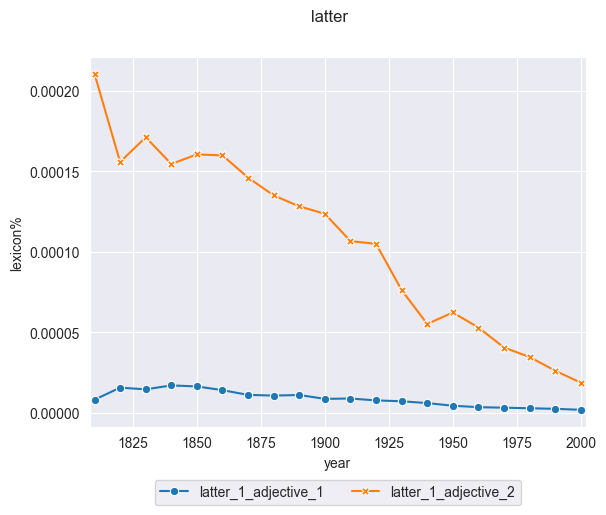 latter
0.00020
0.00015
0.00010
0.00005
0.00000
lexicon%
1825 1850 1875 1900 1925 1950 1975 2000
year
latter_1_adjective_1 latter_1_adjective_2